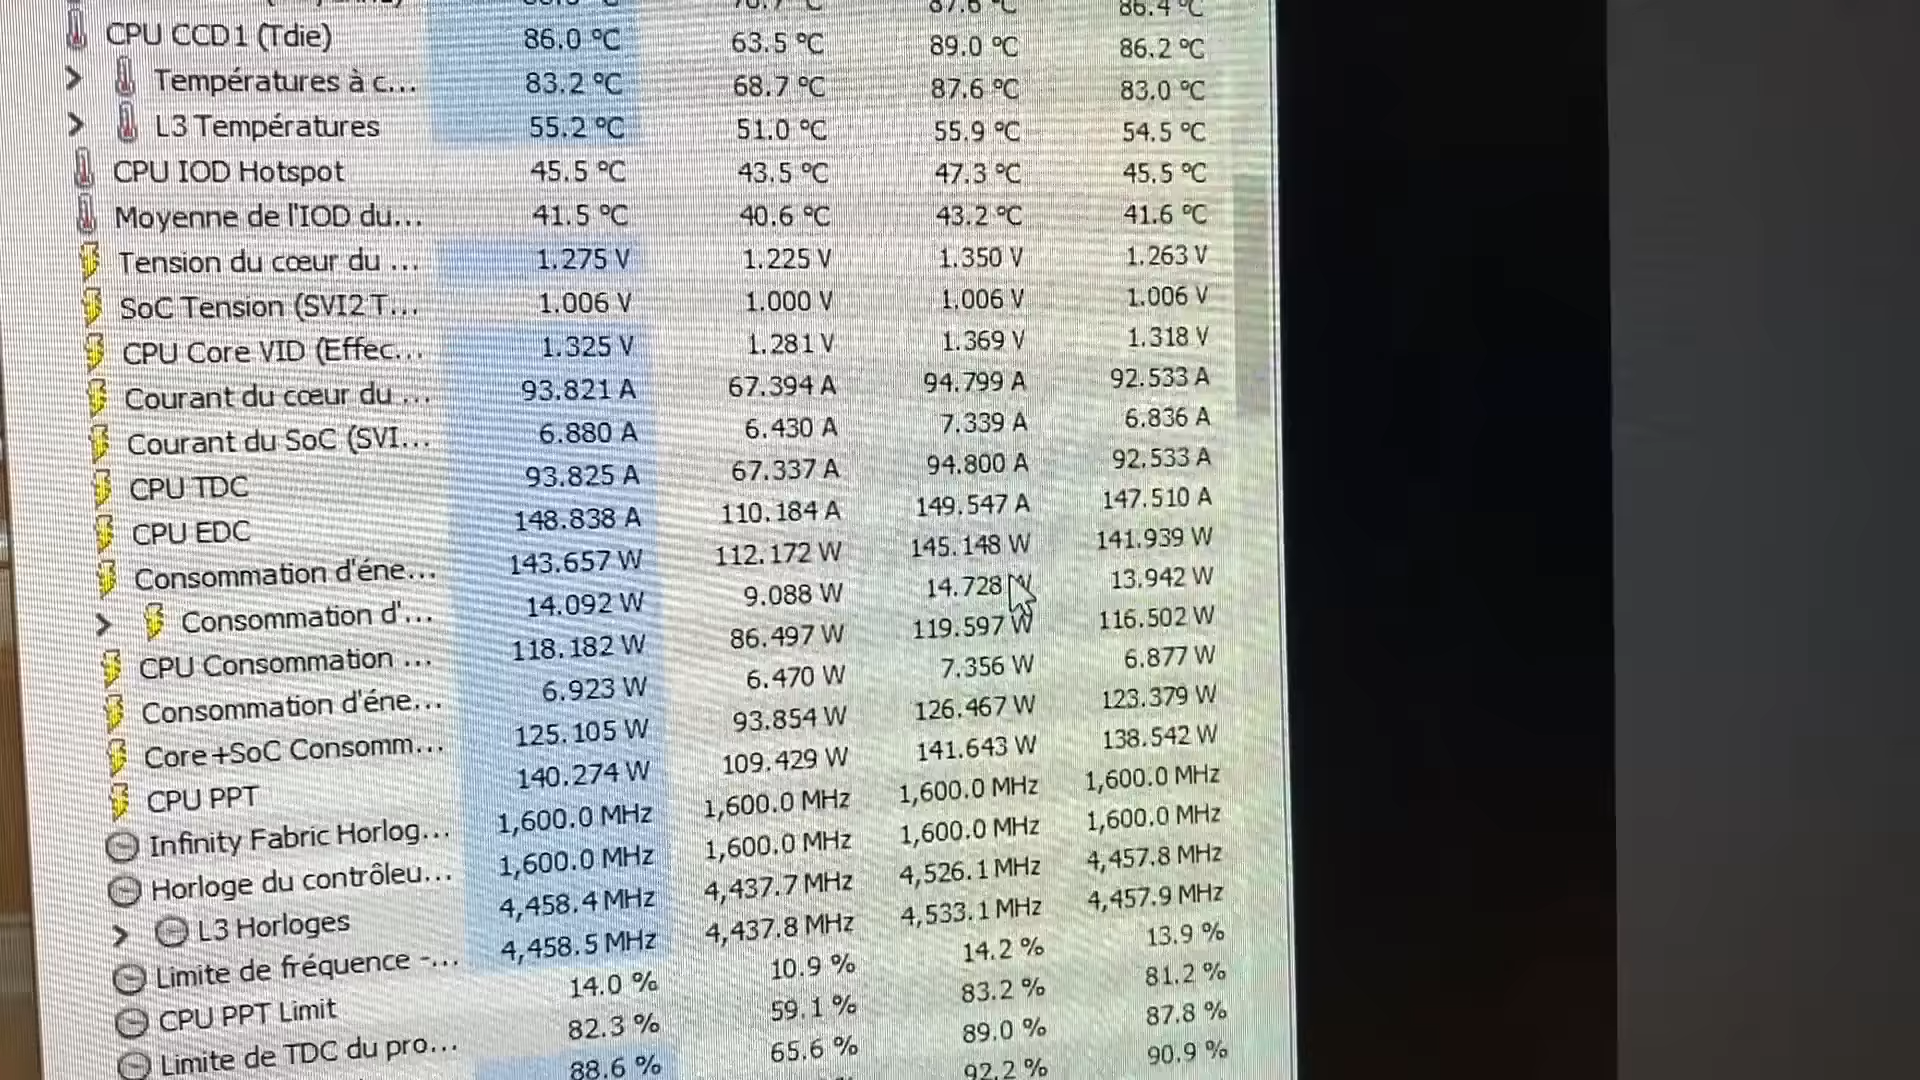 86.4 °C
CPU CCD1 (Tdie) 86.0 °C 63.5 °C 89.0 °C 86.2 °C
Températures à c... 83.2 °C 68.7 °C 87.6 °C 83.0 °C
L3 Températures 55.2 °C 51.0 °C 55.9 °C 54.5 °C
CPU IOD Hotspot 45.5 °C 43.5 °C 47.3 °C 45.5 °C
Moyenne de l'IOD du... 41.5 °C 40.6 °C 43.2 °C 41.6 °C
Tension du cœur du ... 1.275 V 1.225 V 1.350 V 1.263 V
SoC Tension (SVI2 T... 1.006 V 1.000 V 1.006 V 1.006 V
CPU Core VID (Effec... 1.325 V 1.281 V 1.369 V 1.318 V
Courant du cœur du ... 93.821 A 67.394 A 94.799 A 92.533 A
Courant du SoC (SVI... 6.880 A 6.430 A 7.339 A 6.836 A
CPU TDC 93.825 A 67.337 A 94.800 A 92.533 A
CPU EDC 148.838 A 110.184 A 149.547 A 147.510 A
Consommation d'éne... 143.657 W 112.172 W 145.148 W 141.939 W
Consommation d'... 14.092 W 9.088 W 14.728 W 13.942 W
CPU Consommation ... 118.182 W 86.497 W 119.597 W 116.502 W
Consommation d'éne... 6.923 W 6.470 W 7.356 W 6.877 W
Core+SoC Consomm... 125.105 W 93.854 W 126.467 W 123.379 W
CPU PPT 140.274 W 109.429 W 141.643 W 138.542 W
Infinity Fabric Horlog... 1,600.0 MHz 1,600.0 MHz 1,600.0 MHz 1,600.0 MHz
Horloge du contrôleu... 1,600.0 MHz 1,600.0 MHz 1,600.0 MHz 1,600.0 MHz
L3 Horloges 4,458.4 MHz 4,437.7 MHz 4,526.1 MHz 4,457.8 MHz
Limite de fréquence -... 4,458.5 MHz 4,437.8 MHz 4,533.1 MHz 4,457.9 MHz
CPU PPT Limit 14.0 % 10.9 % 14.2 % 13.9 %
Limite de TDC du pro... 82.3 % 59.1 % 83.2 % 81.2 %
88.6 % 65.6 % 89.0 % 87.8 %
92.2 % 90.9 %